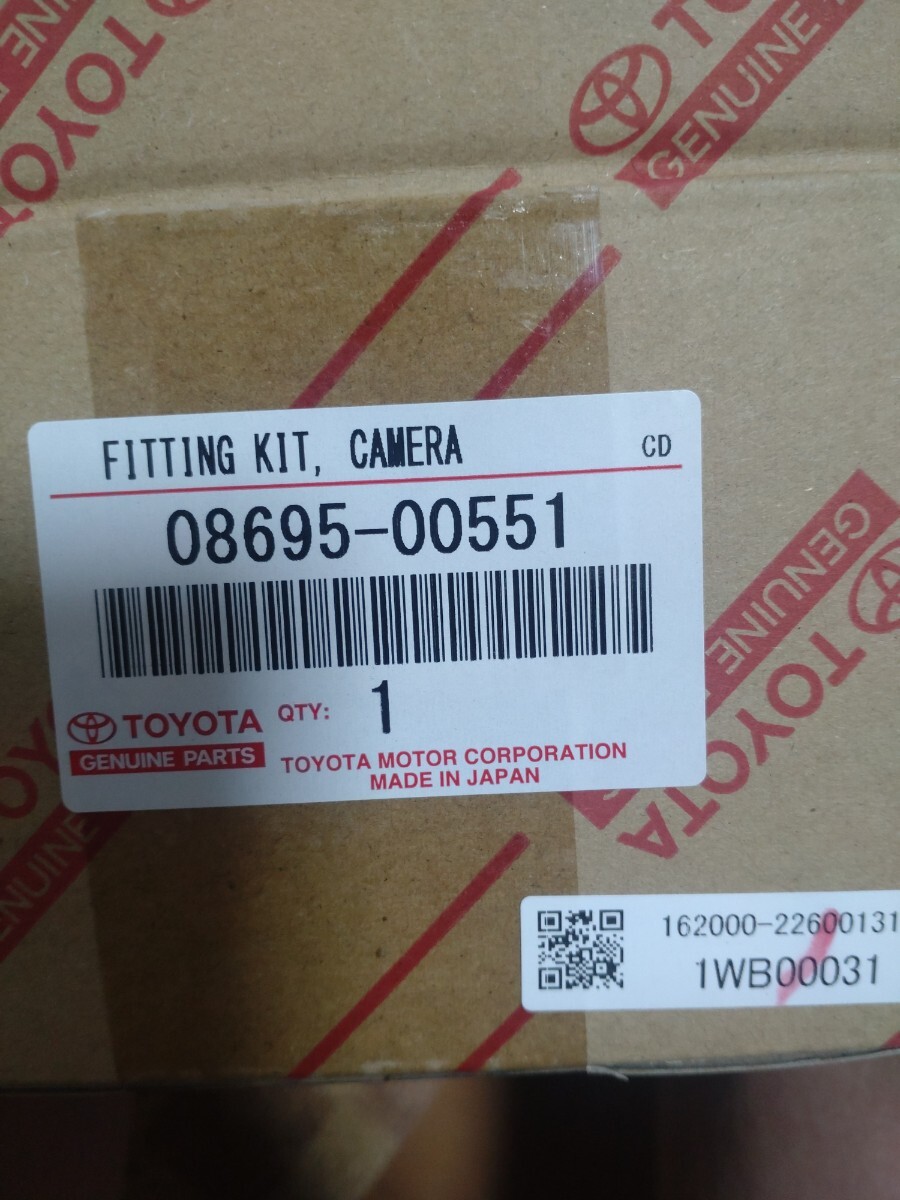 TOYOTA
GENUINE
GENUINE
FITTING KIT, CAMERA CD
08695-00551
TOYOTA QTY: 1
GENUINE PARTS
TOYOTA MOTOR CORPORATION
MADE IN JAPAN
GENUINE
TOYOTA
162000-22600131
1WB00031